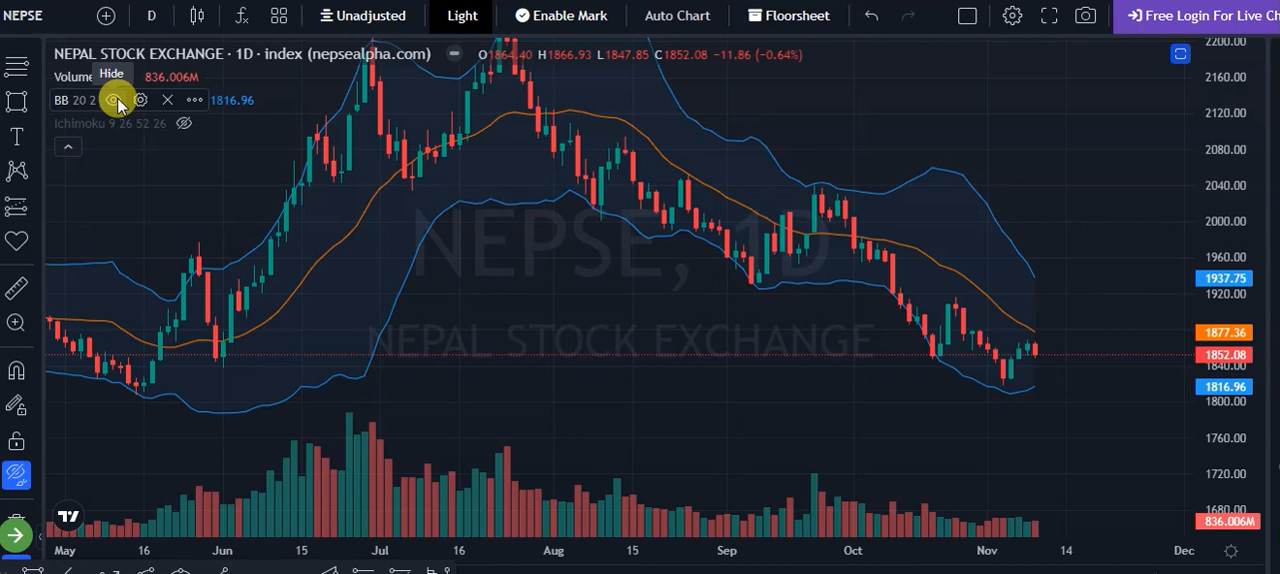 NEPSE D Unadjusted Light Enable Mark Auto Chart Floorsheet Free Login For Live Ch
NEPAL STOCK EXCHANGE · 1D · index (nepsealpha.com) O1864.40 H1866.93 L1847.85 C1852.08 −11.86 (−0.64%)
Volume 836.006M
Hide
BB 20 2 1816.96
Ichimoku 9 26 52 26
NEPSE, 1D
NEPAL STOCK EXCHANGE
2200.00
2160.00
2120.00
2080.00
2040.00
2000.00
1960.00
1937.75
1920.00
1877.36
1852.08
1840.00
1816.96
1800.00
1760.00
1720.00
1680.00
836.006M
May 16 Jun 15 Jul 16 Aug 15 Sep Oct Nov 14 Dec